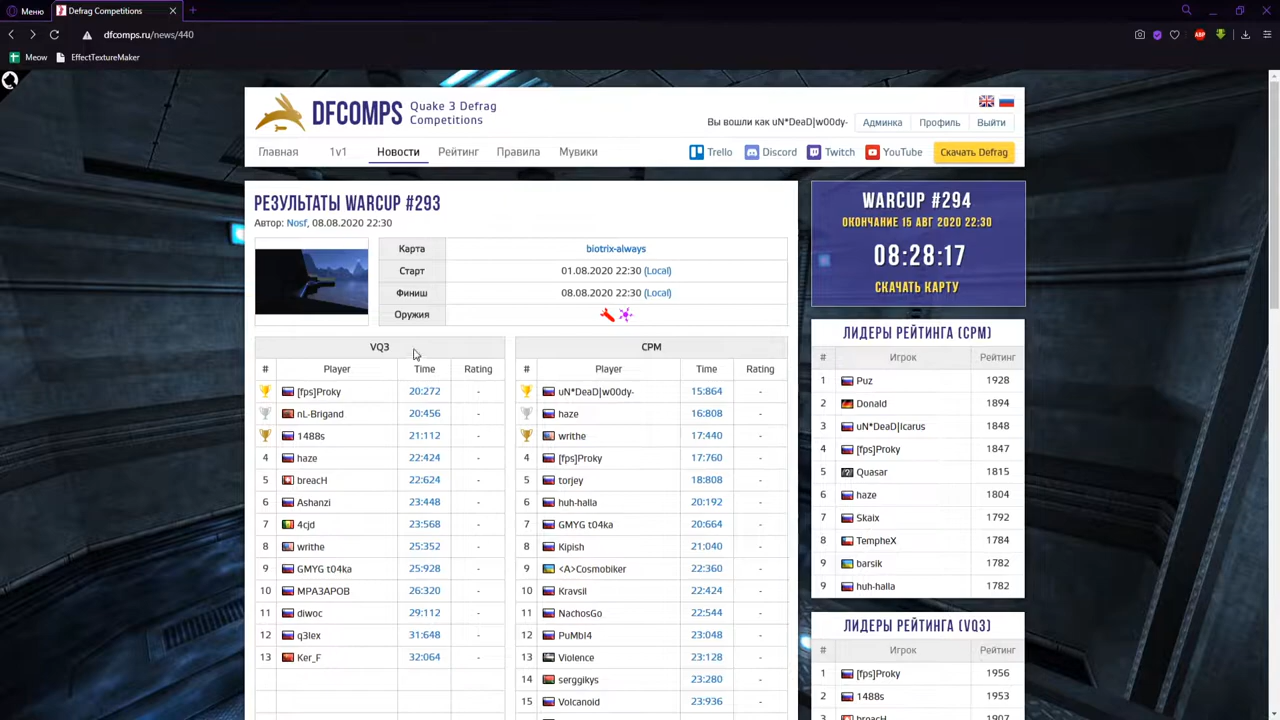 Меню
Defrag Competitions
dfcomps.ru/news/440
ABP
Meow
EffectTextureMaker
DFCOMPS
Quake 3 Defrag
Competitions
Вы вошли как uN*DeaD|w00dy-
Админка
Профиль
Выйти
Главная
1v1
Новости
Рейтинг
Правила
Мувики
Trello
Discord
Twitch
YouTube
Скачать Defrag
РЕЗУЛЬТАТЫ WARCUP #293
Автор: Nosf, 08.08.2020 22:30
Карта biotrix-always
Старт 01.08.2020 22:30 (Local)
Финиш 08.08.2020 22:30 (Local)
Оружия
VQ3
# Player Time Rating
[fps]Proky 20:272 -
nL-Brigand 20:456 -
1488s 21:112 -
4 haze 22:424 -
5 breacH 22:624 -
6 Ashanzi 23:448 -
7 4cjd 23:568 -
8 writhe 25:352 -
9 GMYG t04ka 25:928 -
10 МРАЗАРОВ 26:320 -
11 diwoc 29:112 -
12 q3lex 31:648 -
13 Ker_F 32:064 -
CPM
# Player Time Rating
uN*DeaD|w00dy- 15:864 -
haze 16:808 -
writhe 17:440 -
4 [fps]Proky 17:760 -
5 torjey 18:808 -
6 huh-halla 20:192 -
7 GMYG t04ka 20:664 -
8 Kipish 21:040 -
9 <A>Cosmobiker 22:360 -
10 Kravsil 22:424 -
11 NachosGo 22:544 -
12 PuMbI4 23:048 -
13 Violence 23:128 -
14 serggikys 23:280 -
15 Volcanoid 23:936 -
WARCUP #294
ОКОНЧАНИЕ 15 АВГ 2020 22:30
08:28:17
СКАЧАТЬ КАРТУ
ЛИДЕРЫ РЕЙТИНГА (CPM)
# Игрок Рейтинг
1 Puz 1928
2 Donald 1894
3 uN*DeaD|Icarus 1848
4 [fps]Proky 1847
5 Quasar 1815
6 haze 1804
7 Skaix 1792
8 TempheX 1784
9 barsik 1782
9 huh-halla 1782
ЛИДЕРЫ РЕЙТИНГА (VQ3)
# Игрок Рейтинг
1 [fps]Proky 1956
2 1488s 1953
3 breacH 1907